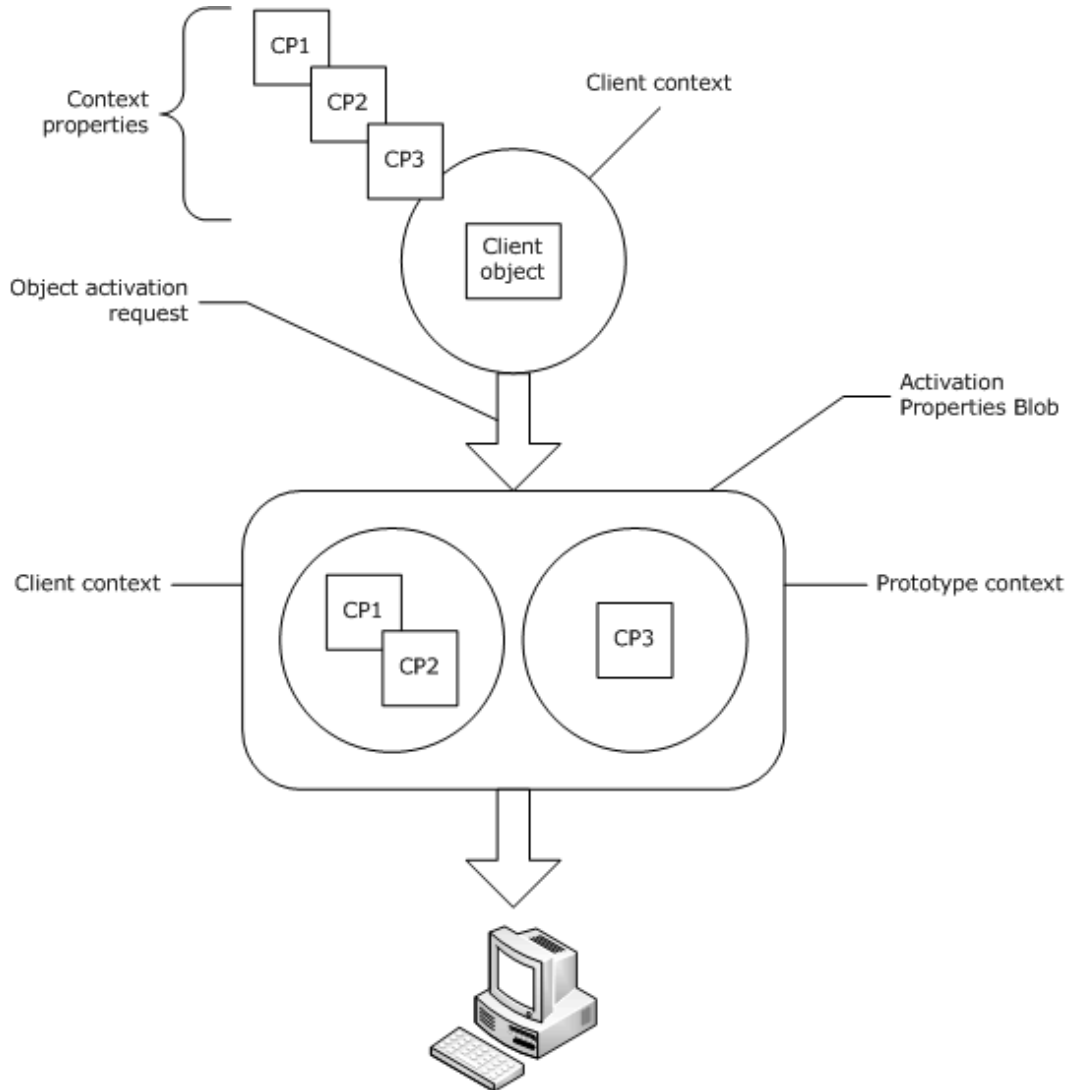 CP1
Context
properties
CP2
CP3
Client context
Client
object
Object activation
request
Activation
Properties Blob
Client context
CP1
CP2
CP3
Prototype context